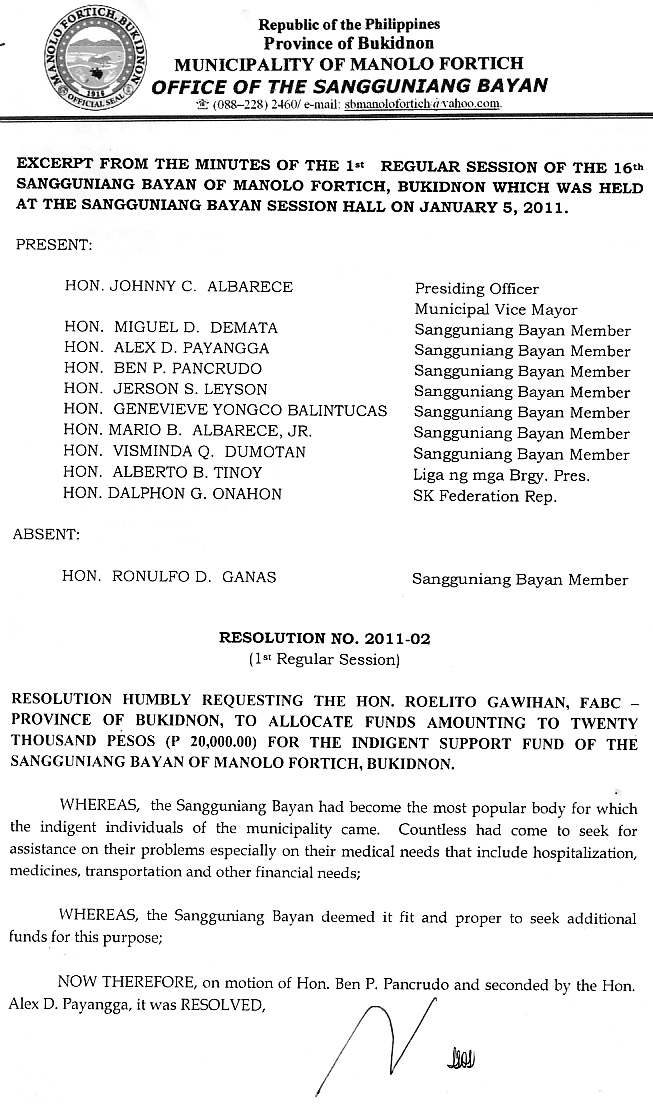 MANOLO FORTICH, BUKIDNON
1916
OFFICIAL SEAL
Republic of the Philippines
Province of Bukidnon
MUNICIPALITY OF MANOLO FORTICH
OFFICE OF THE SANGGUNIANG BAYAN
☏ (088–228) 2460/ e-mail: sbmanolofortich@yahoo.com.
EXCERPT FROM THE MINUTES OF THE 1st REGULAR SESSION OF THE 16th
SANGGUNIANG BAYAN OF MANOLO FORTICH, BUKIDNON WHICH WAS HELD
AT THE SANGGUNIANG BAYAN SESSION HALL ON JANUARY 5, 2011.
PRESENT:
HON. JOHNNY C. ALBARECE Presiding Officer
Municipal Vice Mayor
HON. MIGUEL D. DEMATA Sangguniang Bayan Member
HON. ALEX D. PAYANGGA Sangguniang Bayan Member
HON. BEN P. PANCRUDO Sangguniang Bayan Member
HON. JERSON S. LEYSON Sangguniang Bayan Member
HON. GENEVIEVE YONGCO BALINTUCAS Sangguniang Bayan Member
HON. MARIO B. ALBARECE, JR. Sangguniang Bayan Member
HON. VISMINDA Q. DUMOTAN Sangguniang Bayan Member
HON. ALBERTO B. TINOY Liga ng mga Brgy. Pres.
HON. DALPHON G. ONAHON SK Federation Rep.
ABSENT:
HON. RONULFO D. GANAS Sangguniang Bayan Member
RESOLUTION NO. 2011-02
(1st Regular Session)
RESOLUTION HUMBLY REQUESTING THE HON. ROELITO GAWIHAN, FABC –
PROVINCE OF BUKIDNON, TO ALLOCATE FUNDS AMOUNTING TO TWENTY
THOUSAND PESOS (P 20,000.00) FOR THE INDIGENT SUPPORT FUND OF THE
SANGGUNIANG BAYAN OF MANOLO FORTICH, BUKIDNON.
WHEREAS, the Sangguniang Bayan had become the most popular body for which
the indigent individuals of the municipality came. Countless had come to seek for
assistance on their problems especially on their medical needs that include hospitalization,
medicines, transportation and other financial needs;
WHEREAS, the Sangguniang Bayan deemed it fit and proper to seek additional
funds for this purpose;
NOW THEREFORE, on motion of Hon. Ben P. Pancrudo and seconded by the Hon.
Alex D. Payangga, it was RESOLVED,